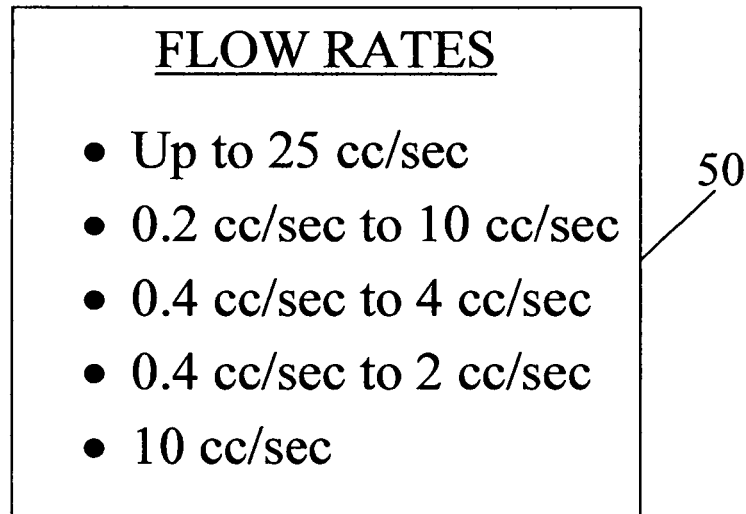 FLOW RATES
• Up to 25 cc/sec
• 0.2 cc/sec to 10 cc/sec
• 0.4 cc/sec to 4 cc/sec
• 0.4 cc/sec to 2 cc/sec
• 10 cc/sec
50